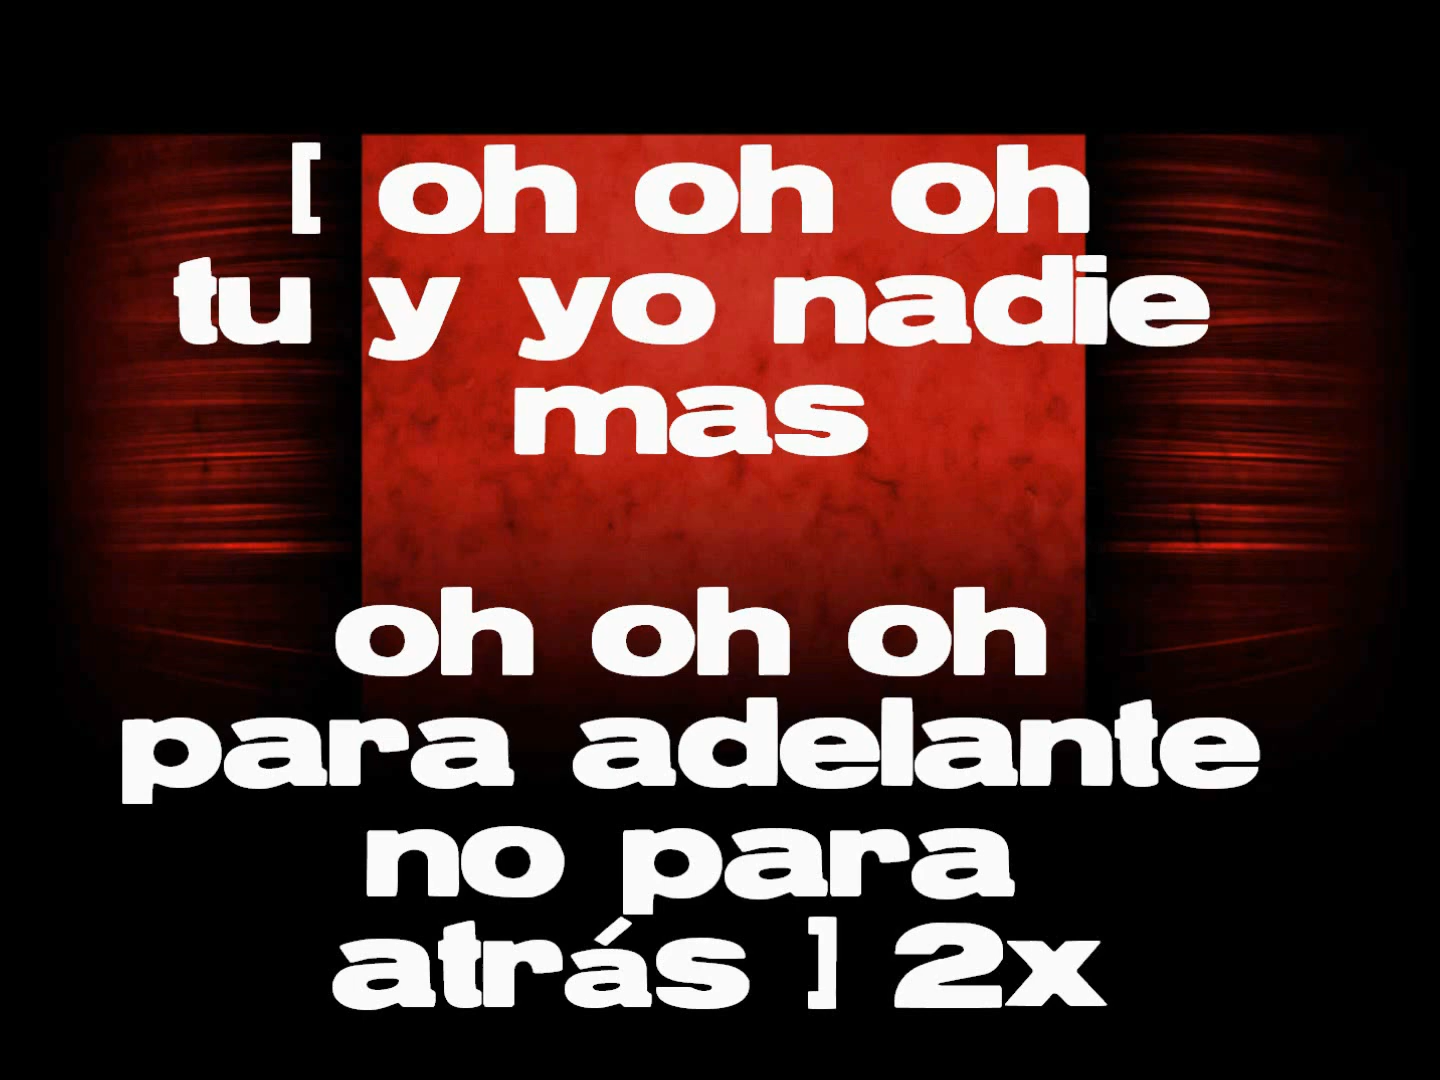 [ oh oh oh
tu y yo nadie
mas
oh oh oh
para adelante
no para
atrás ] 2x